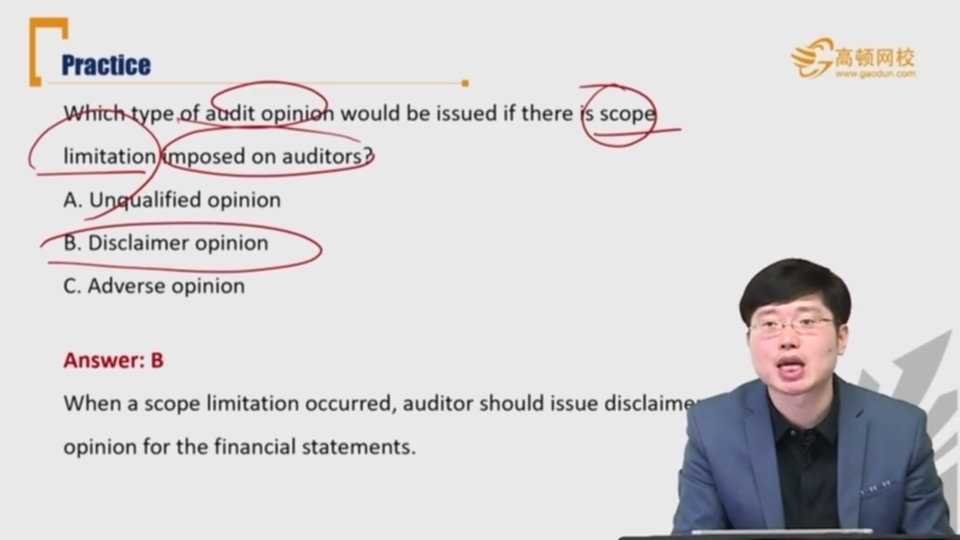 Practice
高顿网校
www.gaodun.com
Which type of audit opinion would be issued if there is scope
limitation imposed on auditors?
A. Unqualified opinion
B. Disclaimer opinion
C. Adverse opinion
Answer: B
When a scope limitation occurred, auditor should issue
opinion for the financial statements.